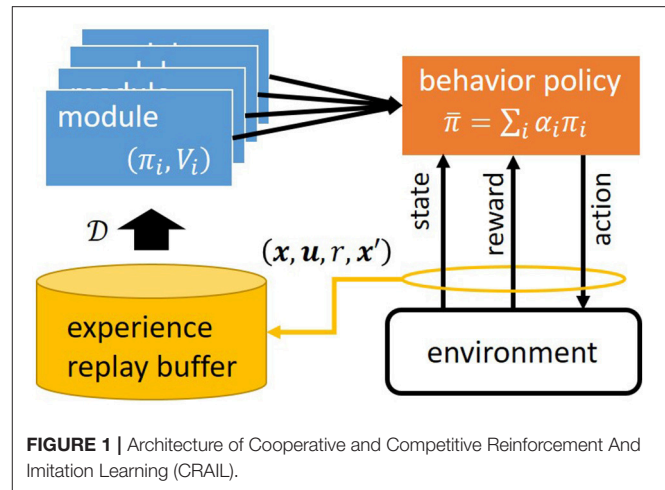 module
(π_i, V_i)
behavior policy
π̄ = ∑_i α_i π_i
state
reward
action
𝒟
(x, u, r, x′)
experience
replay buffer
environment
FIGURE 1 | Architecture of Cooperative and Competitive Reinforcement And
Imitation Learning (CRAIL).